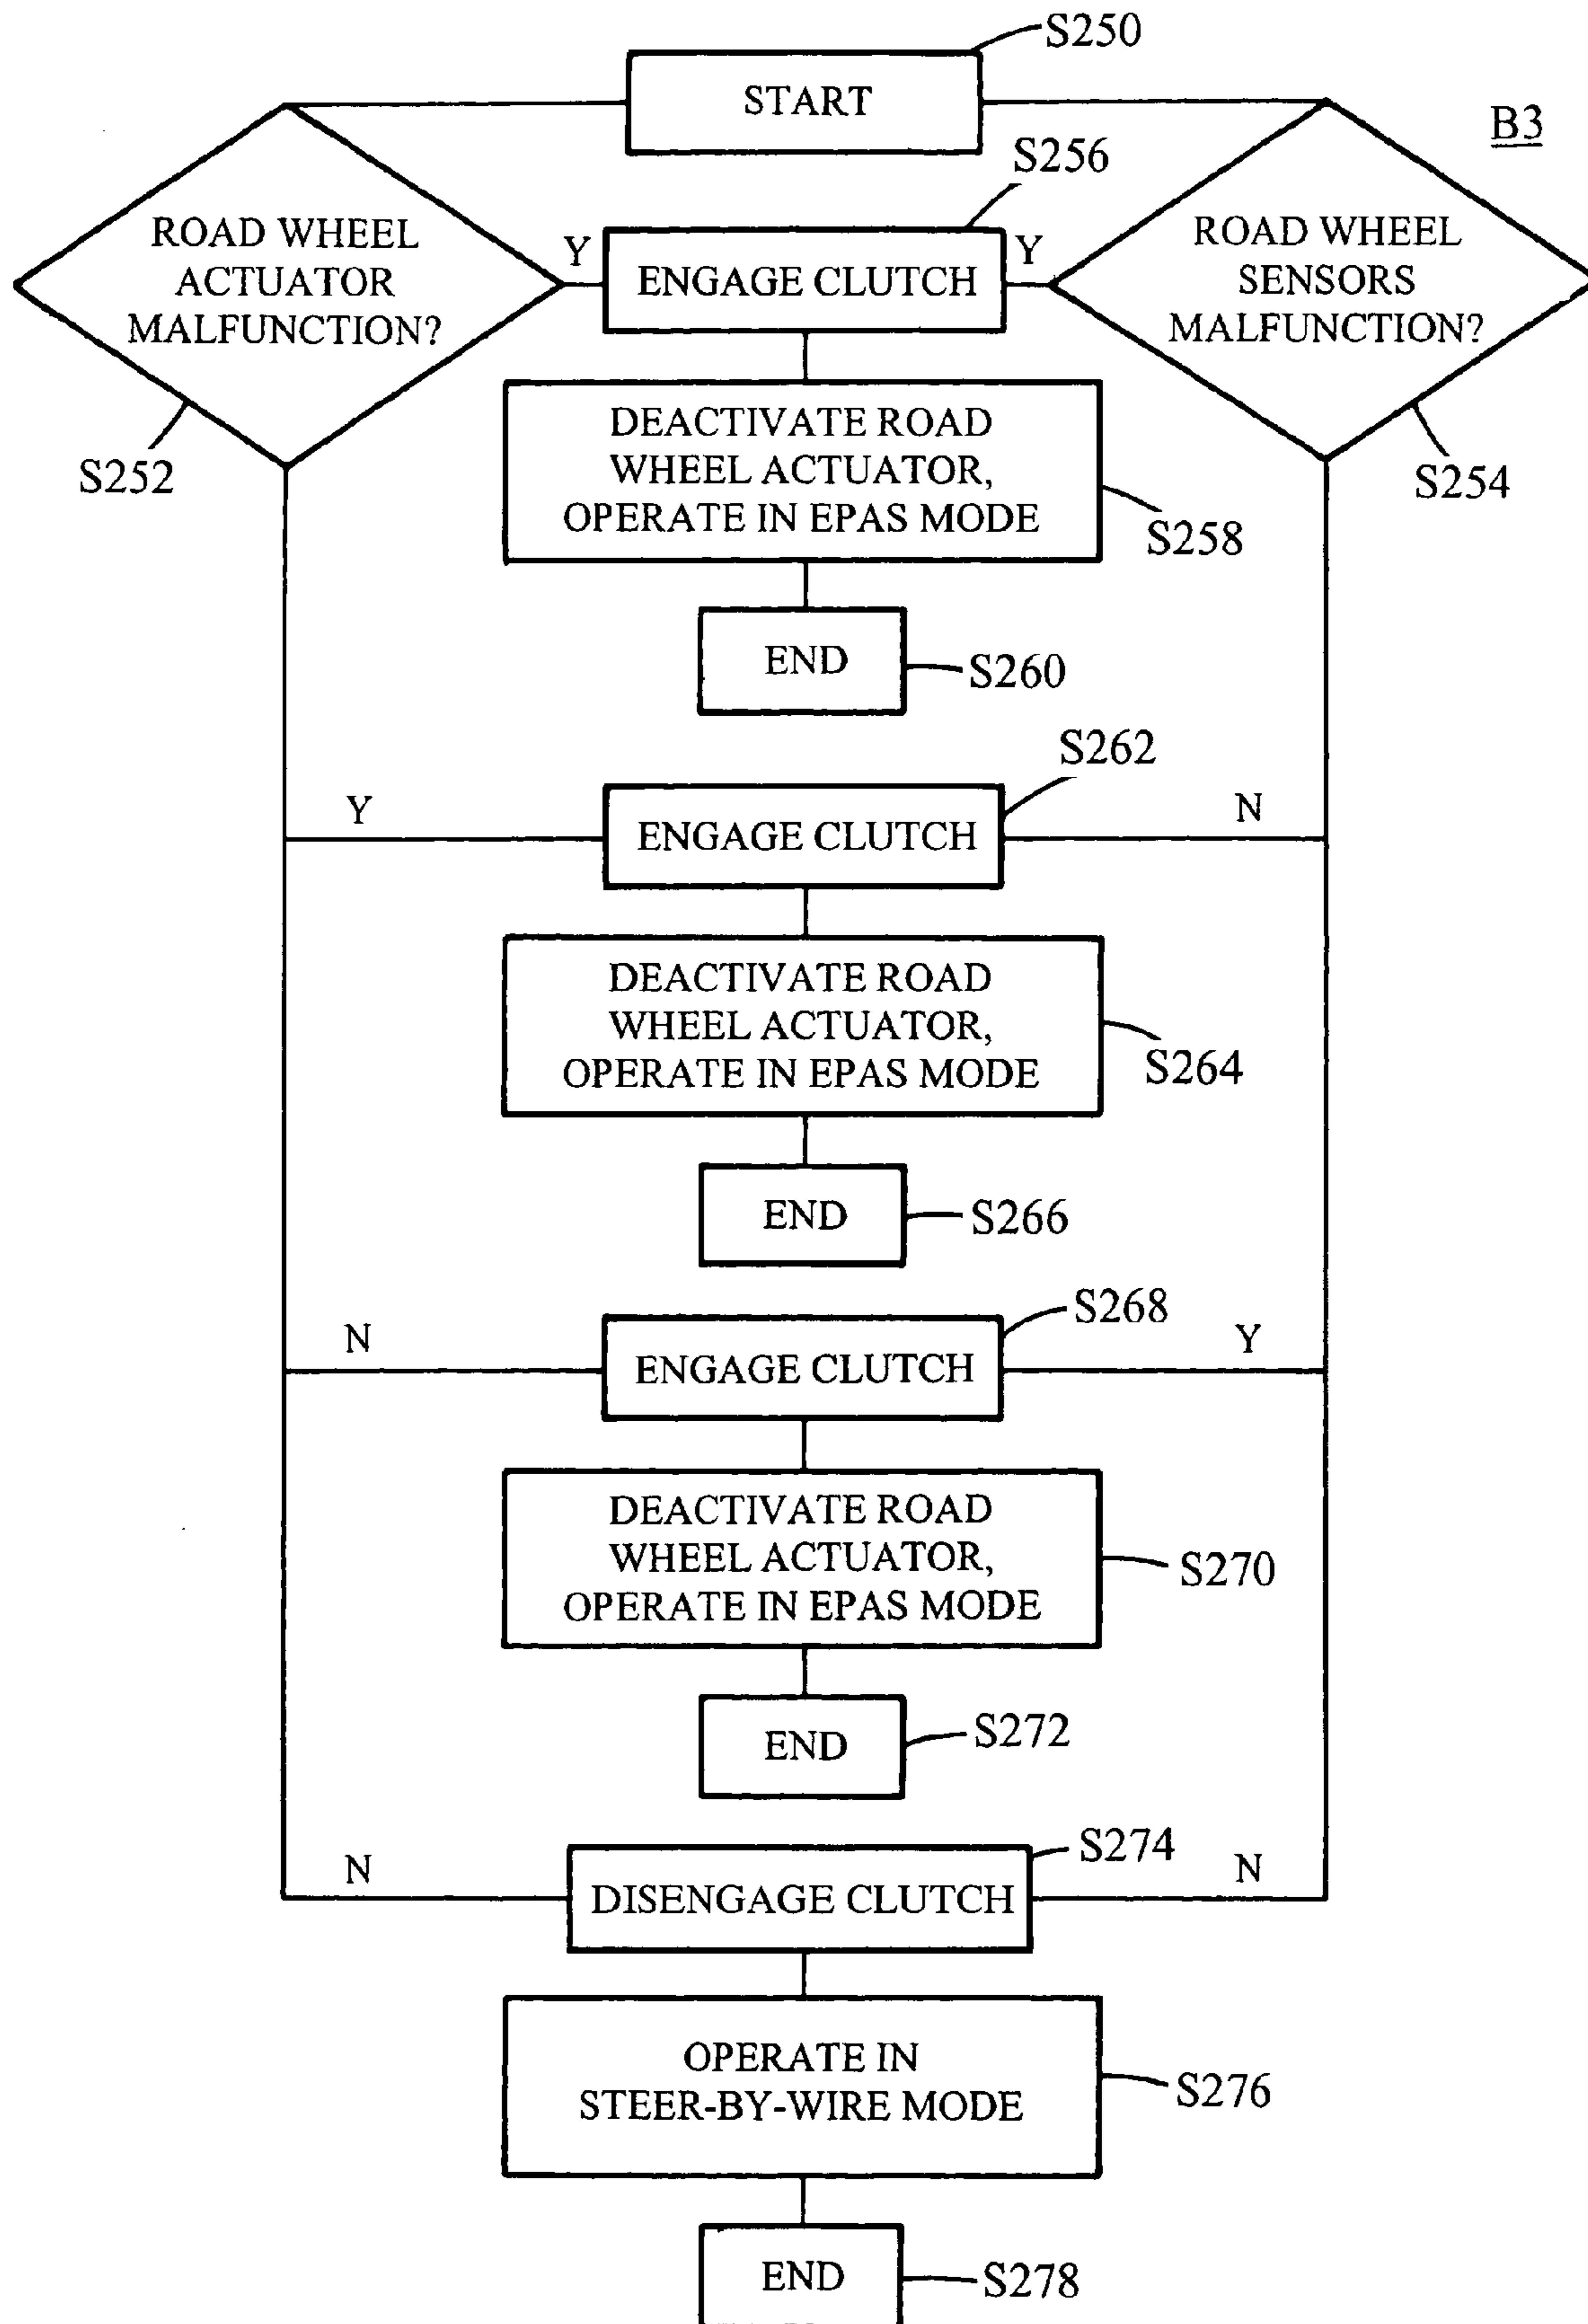 S250
START
B3
S256
ROAD WHEEL
ACTUATOR
MALFUNCTION?
Y
ENGAGE CLUTCH
Y
ROAD WHEEL
SENSORS
MALFUNCTION?
S252
DEACTIVATE ROAD
WHEEL ACTUATOR,
OPERATE IN EPAS MODE
S254
S258
END
S260
S262
Y
ENGAGE CLUTCH
N
DEACTIVATE ROAD
WHEEL ACTUATOR,
OPERATE IN EPAS MODE
S264
END
S266
S268
N
ENGAGE CLUTCH
Y
DEACTIVATE ROAD
WHEEL ACTUATOR,
OPERATE IN EPAS MODE
S270
END
S272
S274
N
DISENGAGE CLUTCH
N
OPERATE IN
STEER-BY-WIRE MODE
S276
END
S278